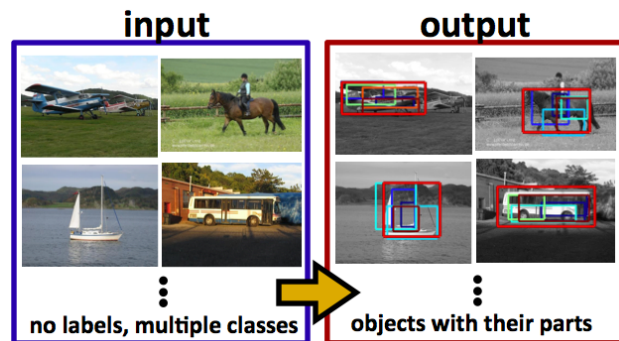 input
output
no labels, multiple classes
objects with their parts